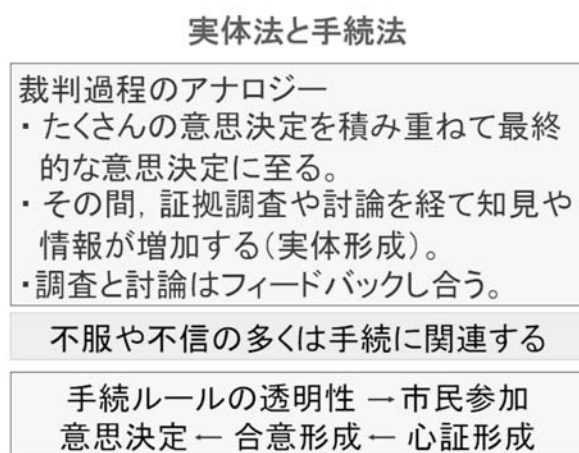 実体法と手続法
裁判過程のアナロジー
・たくさんの意思決定を積み重ねて最終
的な意思決定に至る。
・その間，証拠調査や討論を経て知見や
情報が増加する（実体形成）。
・調査と討論はフィードバックし合う。
不服や不信の多くは手続に関連する
手続ルールの透明性 → 市民参加
意思決定 ← 合意形成 ← 心証形成